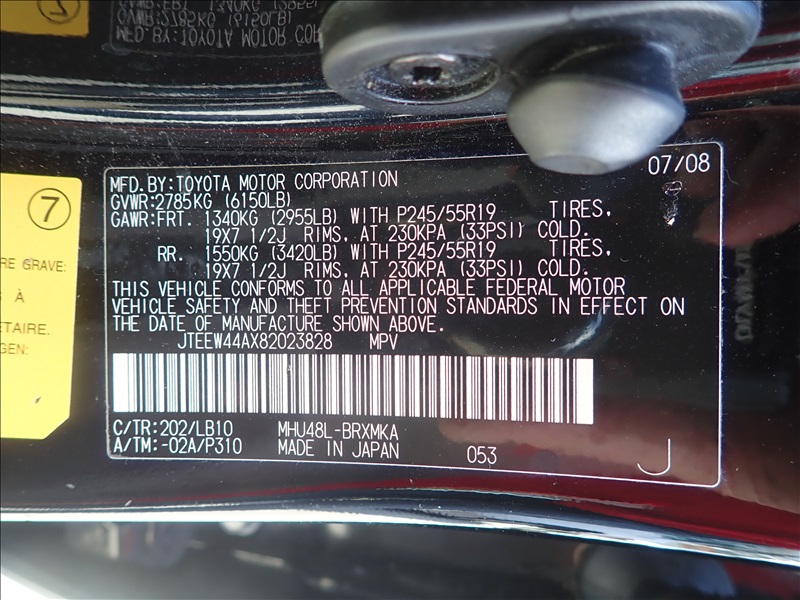 7
RE GRAVE:
À
ETAIRE.
GEN:
07/08
MFD.BY:TOYOTA MOTOR CORPORATION
GVWR:2785KG (6150LB)
GAWR:FRT. 1340KG (2955LB) WITH P245/55R19 TIRES,
19X7 1/2J RIMS, AT 230KPA (33PSI) COLD.
RR. 1550KG (3420LB) WITH P245/55R19 TIRES,
19X7 1/2J RIMS, AT 230KPA (33PSI) COLD.
THIS VEHICLE CONFORMS TO ALL APPLICABLE FEDERAL MOTOR
VEHICLE SAFETY AND THEFT PREVENTION STANDARDS IN EFFECT ON
THE DATE OF MANUFACTURE SHOWN ABOVE.
JTEEW44AX82023828 MPV
C/TR:202/LB10 MHU48L-BRXMKA
A/TM:-02A/P310 MADE IN JAPAN 053 J